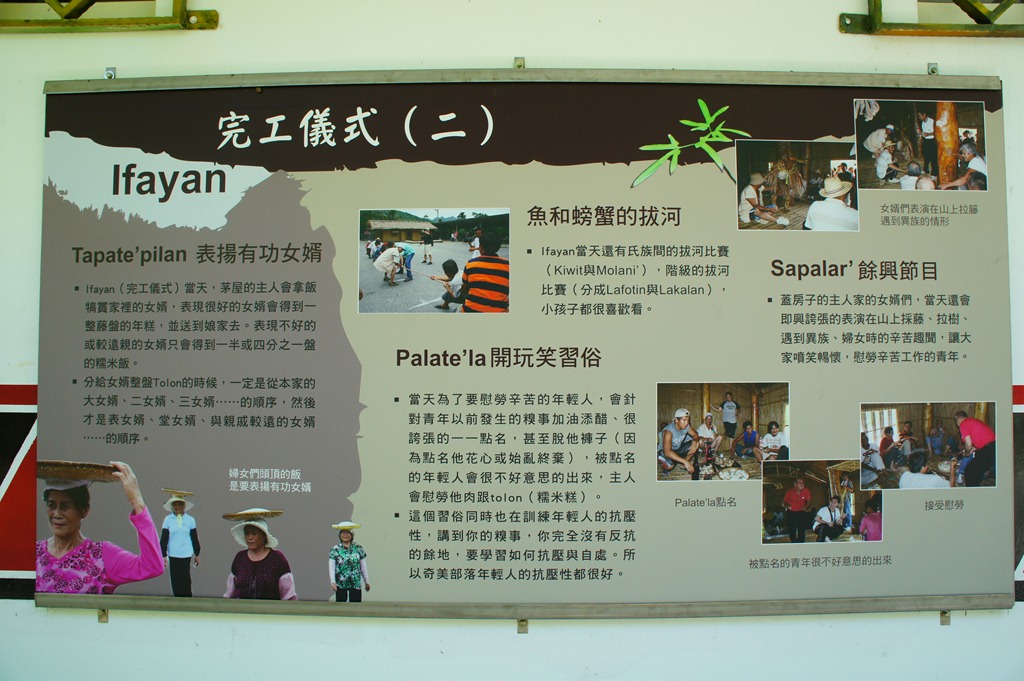 完工儀式（二）
Ifayan
Tapate’pilan 表揚有功女婿
▪ Ifayan（完工儀式）當天，茅屋的主人會拿飯
犒賞家裡的女婿，表現很好的女婿會得到一
整藤盤的年糕，並送到娘家去。表現不好的
或較遠親的女婿只會得到一半或四分之一盤
的糯米飯。
▪ 分給女婿整盤Tolon的時候，一定是從本家的
大女婿、二女婿、三女婿……的順序，然後
才是表女婿、堂女婿、與親戚較遠的女婿
……的順序。
婦女們頭頂的飯
是要表揚有功女婿
魚和螃蟹的拔河
▪ Ifayan當天還有氏族間的拔河比賽
（Kiwit與Molani’），階級的拔河
比賽（分成Lafotin與Lakalan），
小孩子都很喜歡看。
Palate’la 開玩笑習俗
▪ 當天為了要慰勞辛苦的年輕人，會針
對青年以前發生的糗事加油添醋、很
誇張的一一點名，甚至脫他褲子（因
為點名他花心或始亂終棄），被點名
的年輕人會很不好意思的出來，主人
會慰勞他肉跟tolon（糯米糕）。
▪ 這個習俗同時也在訓練年輕人的抗壓
性，講到你的糗事，你完全沒有反抗
的餘地，要學習如何抗壓與自處。所
以奇美部落年輕人的抗壓性都很好。
女婿們表演在山上拉藤
遇到異族的情形
Sapalar’ 餘興節目
▪ 蓋房子的主人家的女婿們，當天還會
即興誇張的表演在山上採藤、拉樹、
遇到異族、婦女時的辛苦趣聞，讓大
家噴笑暢懷，慰勞辛苦工作的青年。
Palate’la點名
接受慰勞
被點名的青年很不好意思的出來